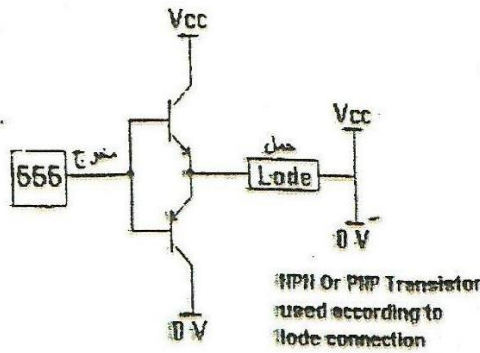 Vcc
Vcc
555
مخرج
حمل
Lode
0 V
0 V
NPN Or PNP Transistor
used according to
lode connection